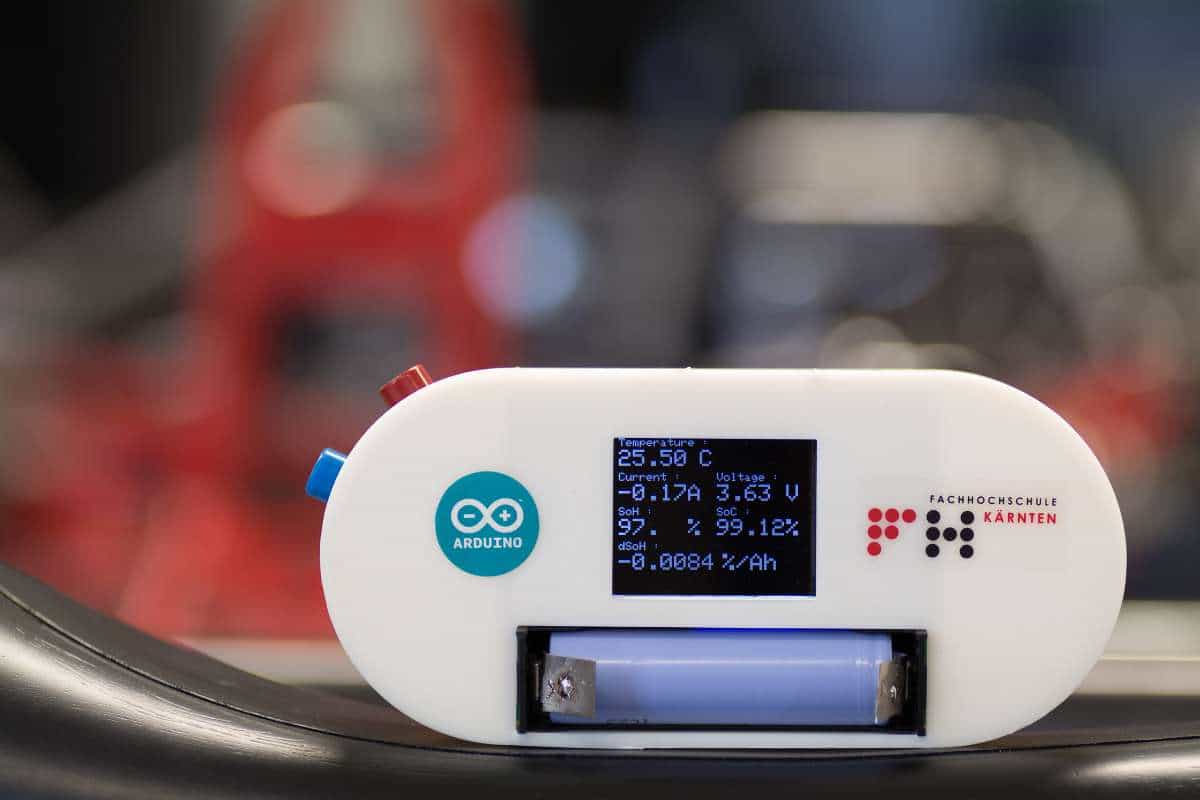 Temperature :
25.50 C
Current : Voltage :
-0.17A 3.63 V
SoH : SoC :
97. % 99.12%
dSoH :
-0.0084 %/Ah
ARDUINO
FACHHOCHSCHULE
KÄRNTEN
FH